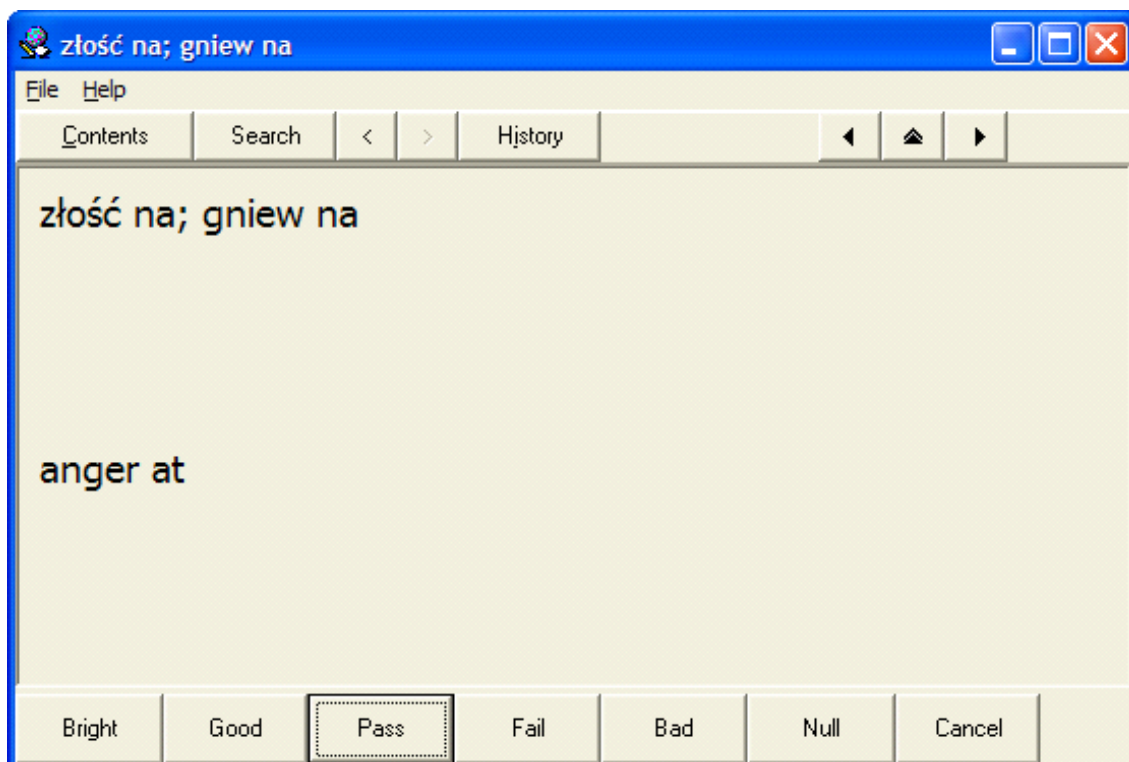 złość na; gniew na
File Help
Contents Search < > History
złość na; gniew na
anger at
Bright Good Pass Fail Bad Null Cancel